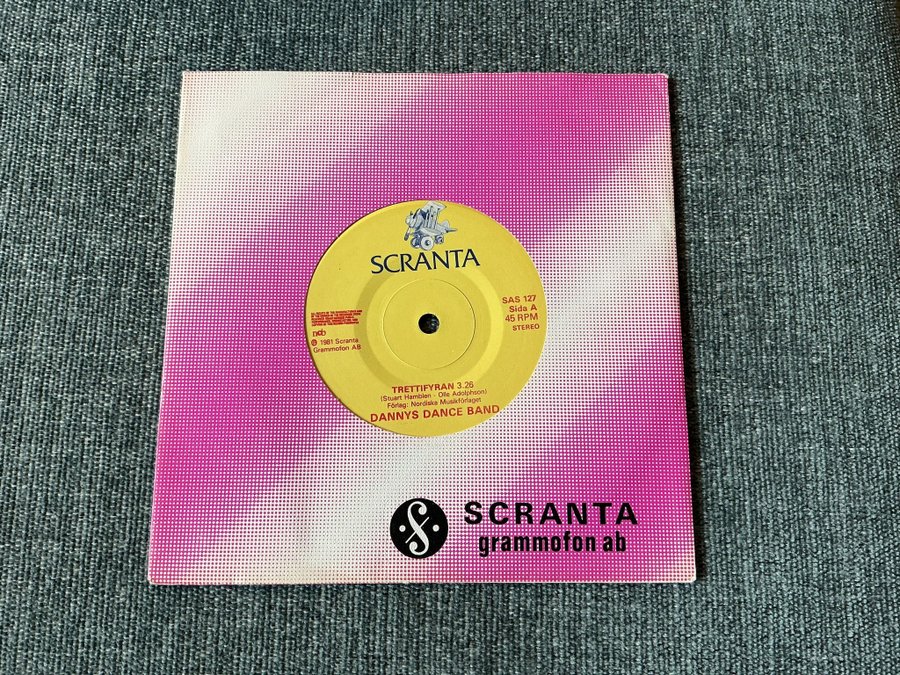 SCRANTA
SAS 127
Sida A
45 RPM
STEREO
ncb
℗ 1981 Scranta
Grammofon AB
TRETTIFYRAN 3.26
(Stuart Hamblen - Olle Adolphson)
Förlag: Nordiska Musikförlaget
DANNYS DANCE BAND
SCRANTA
grammofon ab